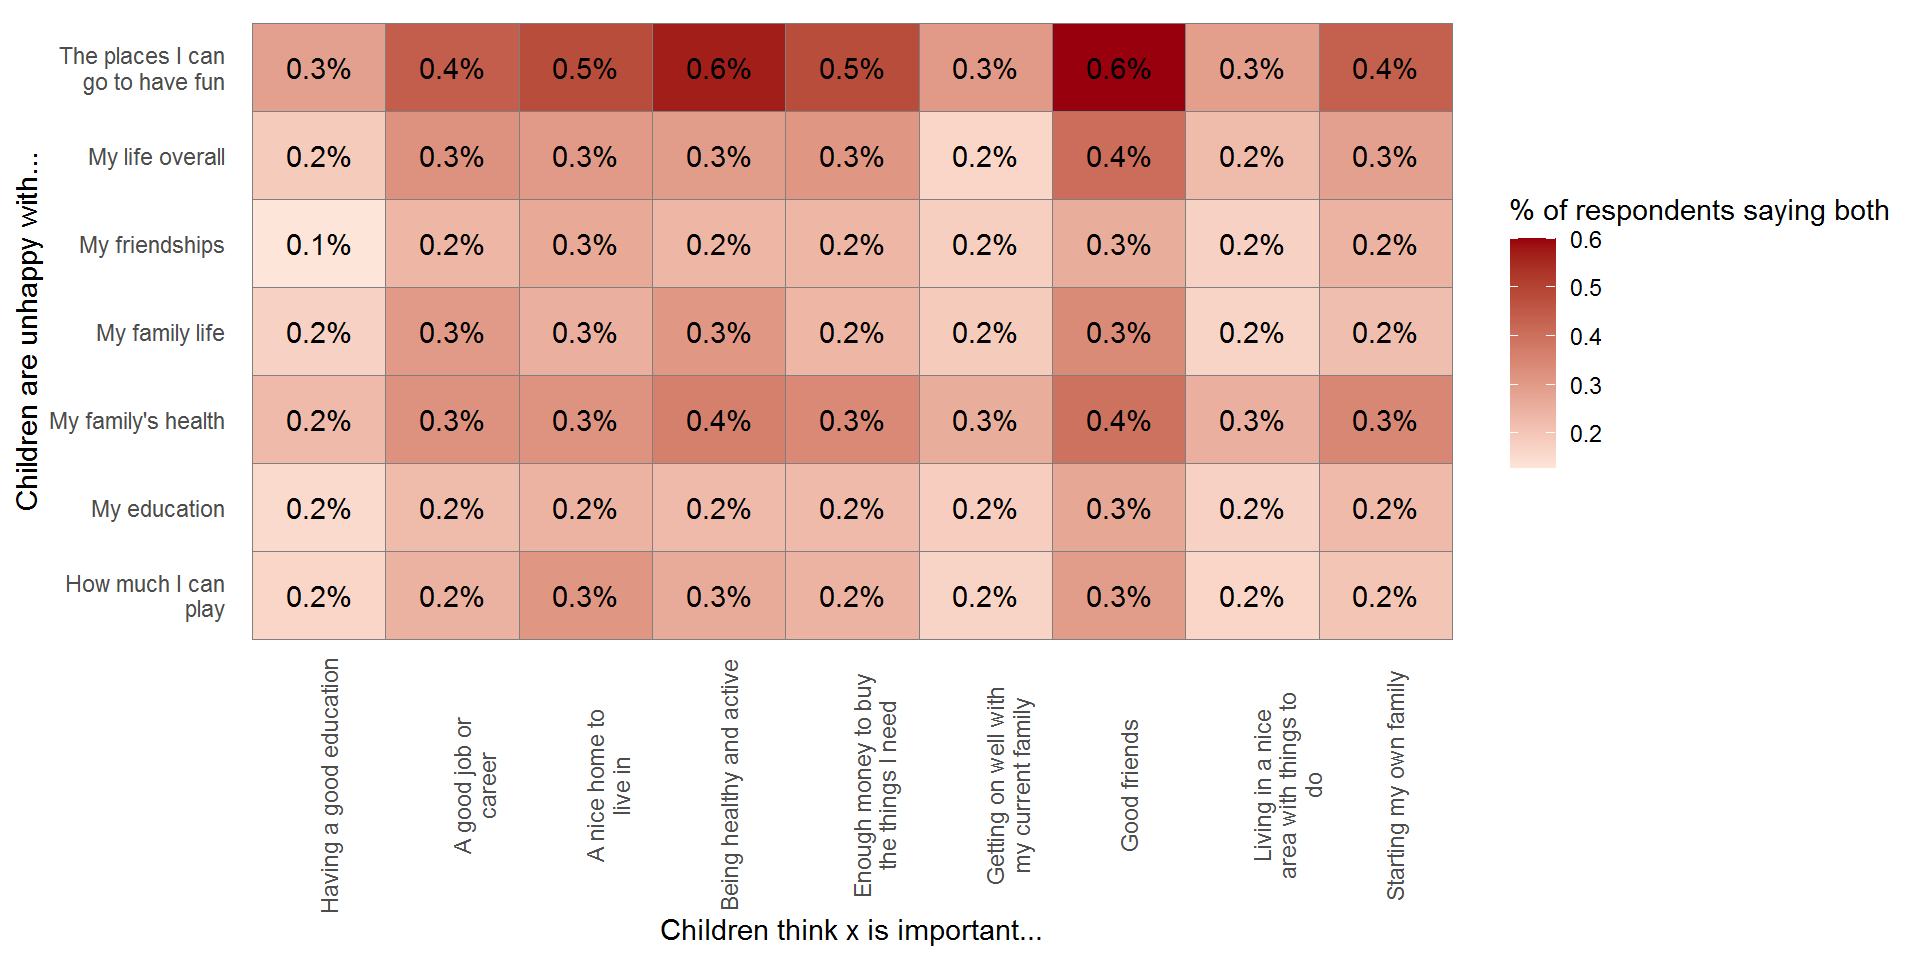 The places I can
go to have fun
0.3% 0.4% 0.5% 0.6% 0.5% 0.3% 0.6% 0.3% 0.4%
My life overall
0.2% 0.3% 0.3% 0.3% 0.3% 0.2% 0.4% 0.2% 0.3%
My friendships
0.1% 0.2% 0.3% 0.2% 0.2% 0.2% 0.3% 0.2% 0.2%
My family life
0.2% 0.3% 0.3% 0.3% 0.2% 0.2% 0.3% 0.2% 0.2%
My family's health
0.2% 0.3% 0.3% 0.4% 0.3% 0.3% 0.4% 0.3% 0.3%
My education
0.2% 0.2% 0.2% 0.2% 0.2% 0.2% 0.3% 0.2% 0.2%
How much I can
play
0.2% 0.2% 0.3% 0.3% 0.2% 0.2% 0.3% 0.2% 0.2%
Children are unhappy with...
Having a good education
A good job or
career
A nice home to
live in
Being healthy and active
Enough money to buy
the things I need
Getting on well with
my current family
Good friends
Living in a nice
area with things to
do
Starting my own family
Children think x is important...
% of respondents saying both
0.6
0.5
0.4
0.3
0.2